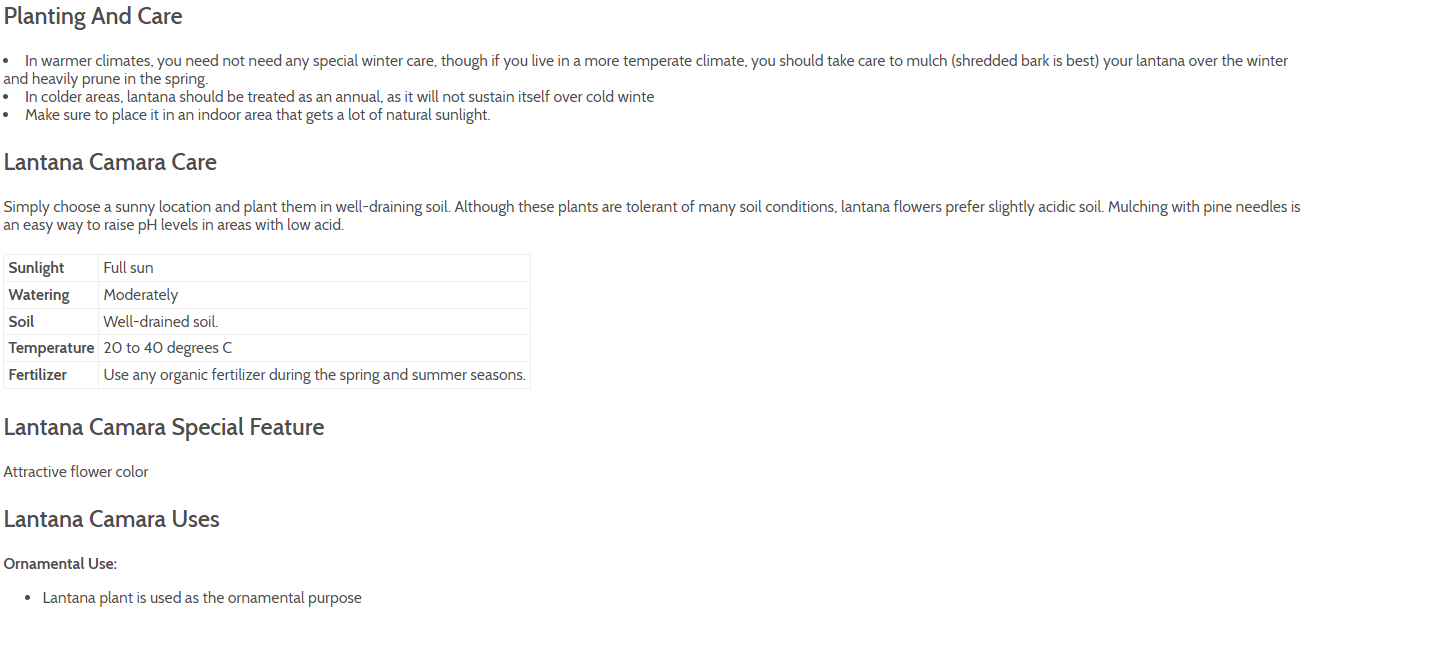 Planting And Care
• In warmer climates, you need not need any special winter care, though if you live in a more temperate climate, you should take care to mulch (shredded bark is best) your lantana over the winter
and heavily prune in the spring.
• In colder areas, lantana should be treated as an annual, as it will not sustain itself over cold winte
• Make sure to place it in an indoor area that gets a lot of natural sunlight.
Lantana Camara Care
Simply choose a sunny location and plant them in well-draining soil. Although these plants are tolerant of many soil conditions, lantana flowers prefer slightly acidic soil. Mulching with pine needles is
an easy way to raise pH levels in areas with low acid.
Sunlight Full sun
Watering Moderately
Soil Well-drained soil.
Temperature 20 to 40 degrees C
Fertilizer Use any organic fertilizer during the spring and summer seasons.
Lantana Camara Special Feature
Attractive flower color
Lantana Camara Uses
Ornamental Use:
• Lantana plant is used as the ornamental purpose